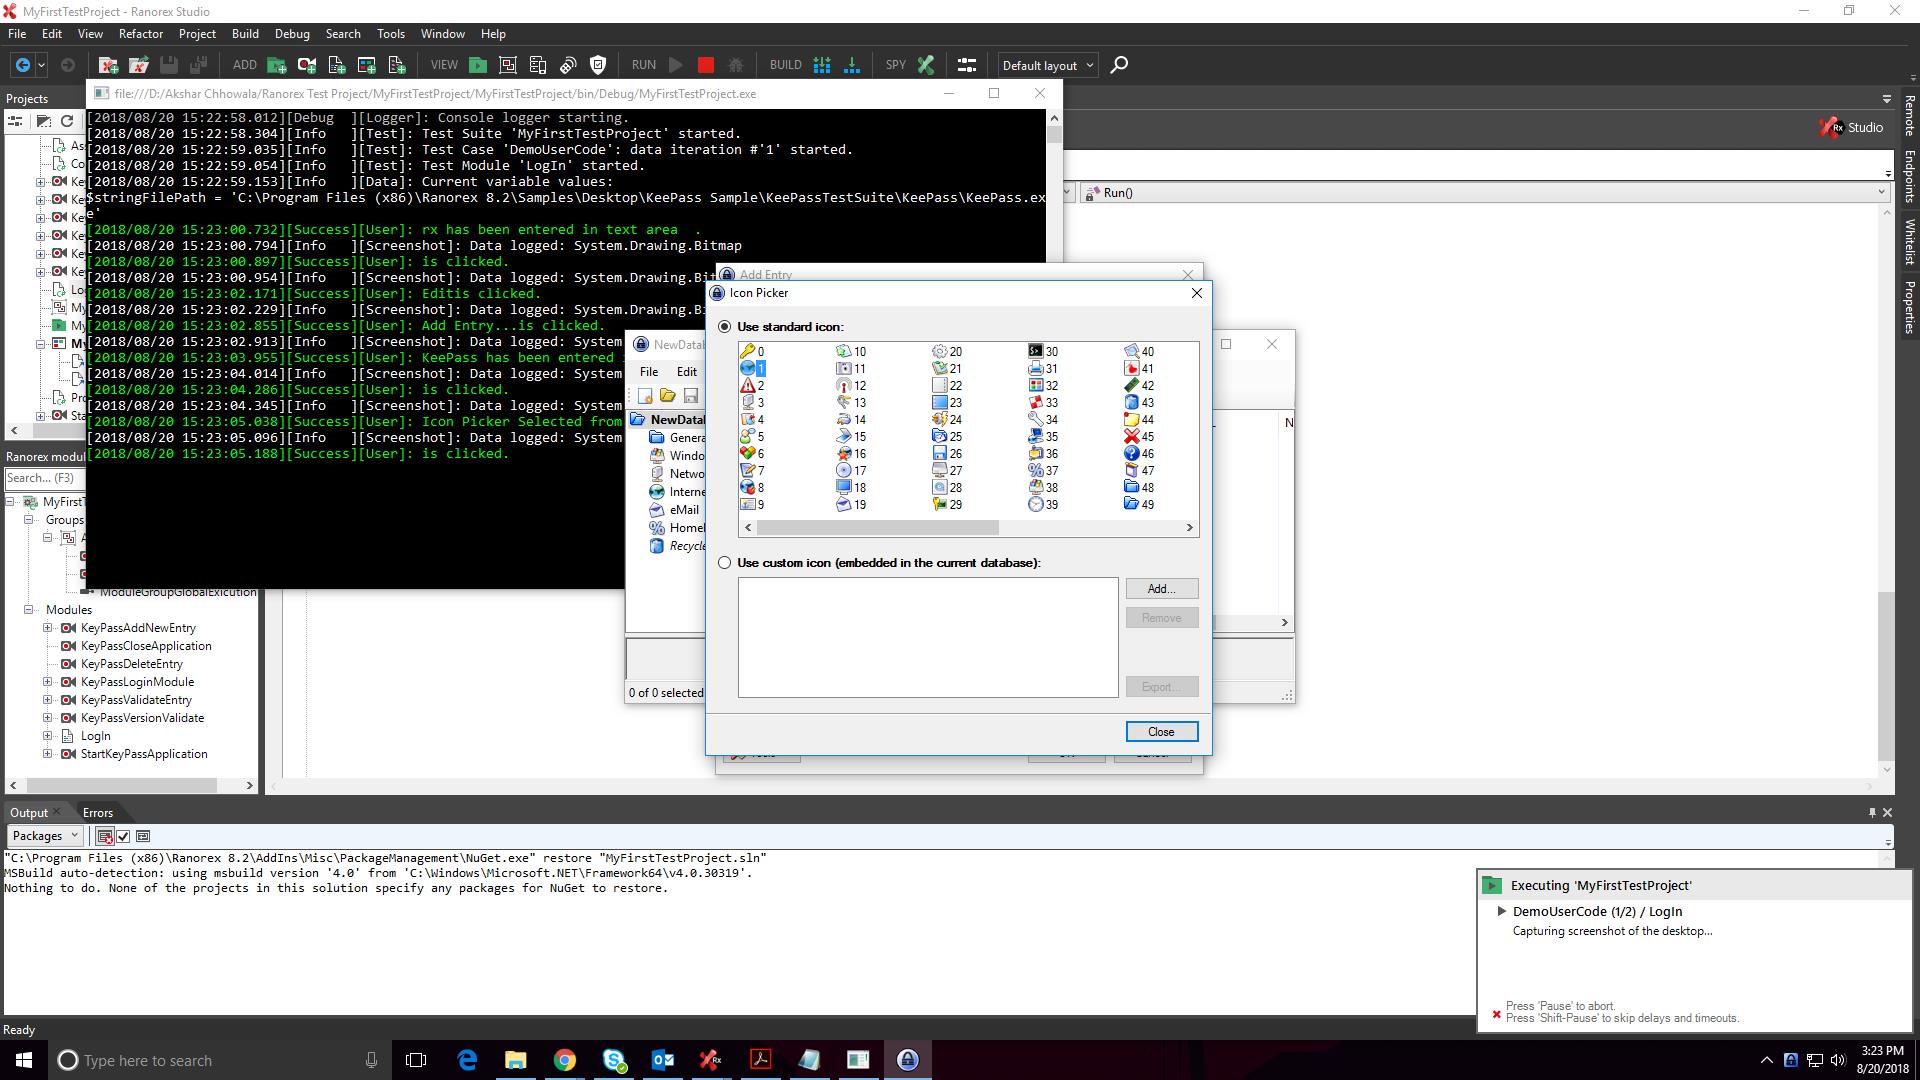 MyFirstTestProject - Ranorex Studio
File Edit View Refactor Project Build Debug Search Tools Window Help
ADD VIEW RUN BUILD SPY Default layout
Projects
file:///D:/Akshar Chhowala/Ranorex Test Project/MyFirstTestProject/MyFirstTestProject/bin/Debug/MyFirstTestProject.exe
[2018/08/20 15:22:58.012][Debug ][Logger]: Console logger starting.
[2018/08/20 15:22:58.304][Info ][Test]: Test Suite 'MyFirstTestProject' started.
[2018/08/20 15:22:59.035][Info ][Test]: Test Case 'DemoUserCode': data iteration #'1' started.
[2018/08/20 15:22:59.054][Info ][Test]: Test Module 'LogIn' started.
[2018/08/20 15:22:59.153][Info ][Data]: Current variable values:
$stringFilePath = 'C:\Program Files (x86)\Ranorex 8.2\Samples\Desktop\KeePass Sample\KeePassTestSuite\KeePass\KeePass.ex
e'
[2018/08/20 15:23:00.732][Success][User]: rx has been entered in text area .
[2018/08/20 15:23:00.794][Info ][Screenshot]: Data logged: System.Drawing.Bitmap
[2018/08/20 15:23:00.897][Success][User]: is clicked.
[2018/08/20 15:23:00.954][Info ][Screenshot]: Data logged: System.Drawing.Bit
[2018/08/20 15:23:02.171][Success][User]: Editis clicked.
[2018/08/20 15:23:02.229][Info ][Screenshot]: Data logged: System.Drawing.Bi
[2018/08/20 15:23:02.855][Success][User]: Add Entry...is clicked.
[2018/08/20 15:23:02.913][Info ][Screenshot]: Data logged: System
[2018/08/20 15:23:03.955][Success][User]: KeePass has been entered
[2018/08/20 15:23:04.014][Info ][Screenshot]: Data logged: System
[2018/08/20 15:23:04.286][Success][User]: is clicked.
[2018/08/20 15:23:04.345][Info ][Screenshot]: Data logged: System
[2018/08/20 15:23:05.038][Success][User]: Icon Picker Selected from
[2018/08/20 15:23:05.096][Info ][Screenshot]: Data logged: System
[2018/08/20 15:23:05.188][Success][User]: is clicked.
Studio
Run()
Remote
Endpoints
Whitelist
Properties
As
Co
Ke
Ke
Ke
Ke
Ke
Ke
Lo
My
My
My
Pro
Sta
Ranorex modu
Search... (F3)
MyFirstT
Groups
ModuleGroupGlobalExicution
Modules
KeyPassAddNewEntry
KeyPassCloseApplication
KeyPassDeleteEntry
KeyPassLoginModule
KeyPassValidateEntry
KeyPassVersionValidate
LogIn
StartKeyPassApplication
NewDatab
File Edit
NewDatab
Genera
Windo
Netwo
Interne
eMail
Home
Recycle
N
0 of 0 selected
Add Entry
Icon Picker
Use standard icon:
0 10 20 30 40
1 11 21 31 41
2 12 22 32 42
3 13 23 33 43
4 14 24 34 44
5 15 25 35 45
6 16 26 36 46
7 17 27 37 47
8 18 28 38 48
9 19 29 39 49
Use custom icon (embedded in the current database):
Add...
Remove
Export...
Close
Output Errors
Packages
"C:\Program Files (x86)\Ranorex 8.2\AddIns\Misc\PackageManagement\NuGet.exe" restore "MyFirstTestProject.sln"
MSBuild auto-detection: using msbuild version '4.0' from 'C:\Windows\Microsoft.NET\Framework64\v4.0.30319'.
Nothing to do. None of the projects in this solution specify any packages for NuGet to restore.
Executing 'MyFirstTestProject'
DemoUserCode (1/2) / LogIn
Capturing screenshot of the desktop...
Press 'Pause' to abort.
Press 'Shift-Pause' to skip delays and timeouts.
Ready
Type here to search
3:23 PM
8/20/2018